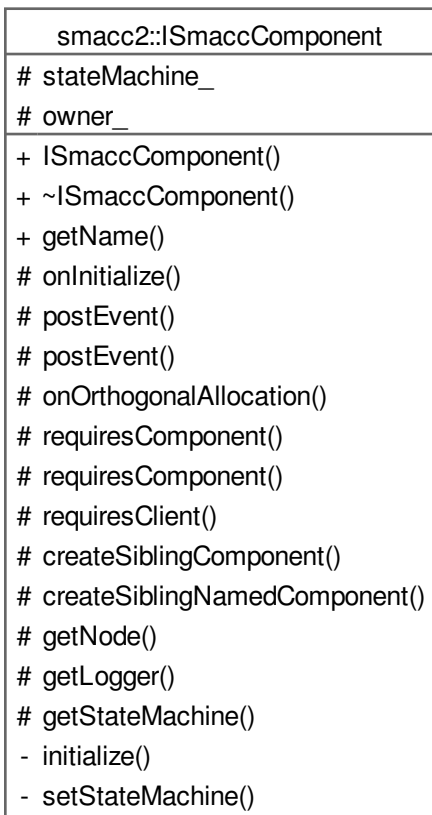 smacc2::ISmaccComponent
# stateMachine_
# owner_
+ ISmaccComponent()
+ ~ISmaccComponent()
+ getName()
# onInitialize()
# postEvent()
# postEvent()
# onOrthogonalAllocation()
# requiresComponent()
# requiresComponent()
# requiresClient()
# createSiblingComponent()
# createSiblingNamedComponent()
# getNode()
# getLogger()
# getStateMachine()
- initialize()
- setStateMachine()